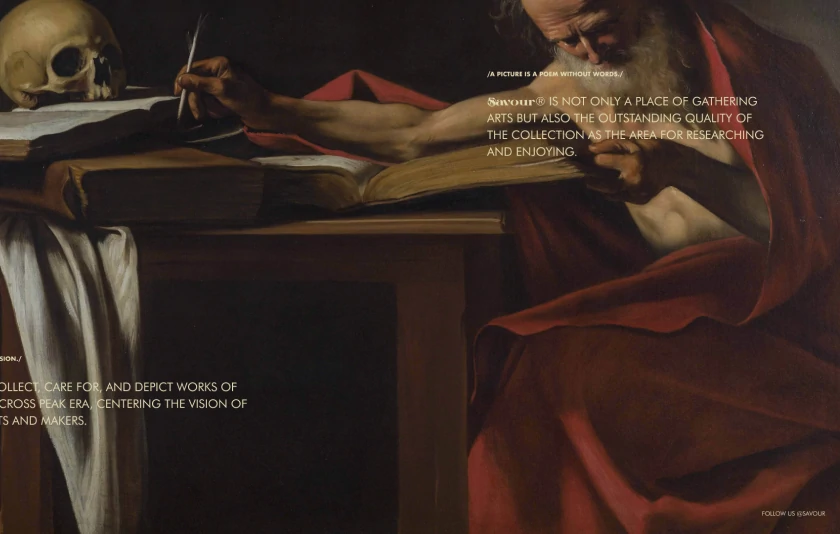 /A PICTURE IS A POEM WITHOUT WORDS./
Savour® IS NOT ONLY A PLACE OF GATHERING
ARTS BUT ALSO THE OUTSTANDING QUALITY OF
THE COLLECTION AS THE AREA FOR RESEARCHING
AND ENJOYING.
SION./
OLLECT, CARE FOR, AND DEPICT WORKS OF
CROSS PEAK ERA, CENTERING THE VISION OF
TS AND MAKERS.
FOLLOW US @SAVOUR